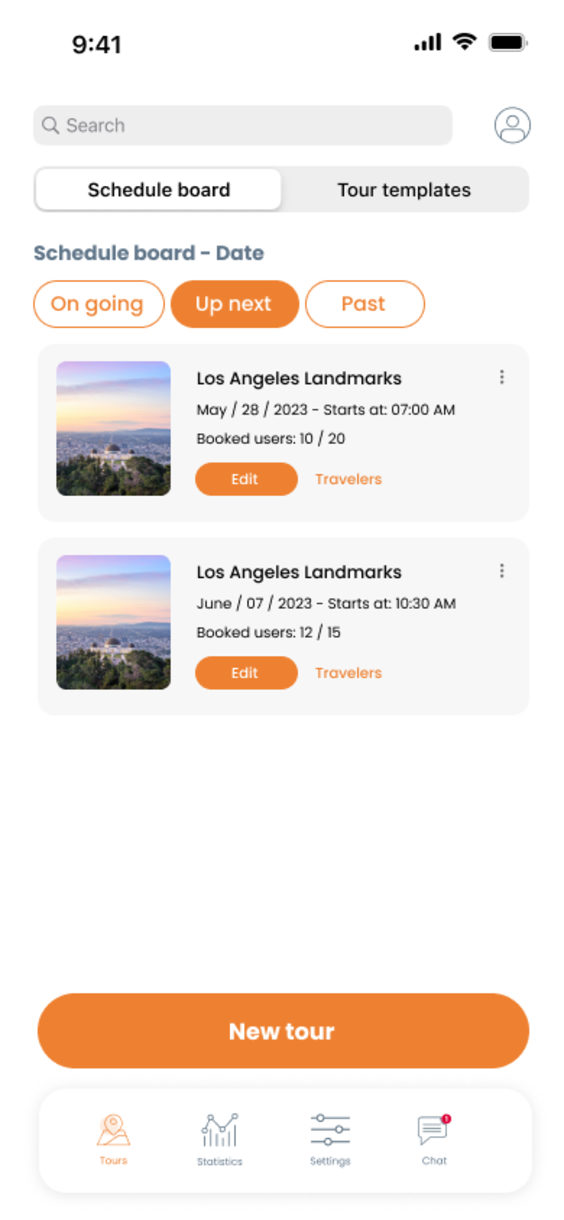 9:41
Search
Schedule board
Tour templates
Schedule board - Date
On going
Up next
Past
Los Angeles Landmarks
May / 28 / 2023 - Starts at: 07:00 AM
Booked users: 10 / 20
Edit
Travelers
Los Angeles Landmarks
June / 07 / 2023 - Starts at: 10:30 AM
Booked users: 12 / 15
Edit
Travelers
New tour
1
Tours
Statistics
Settings
Chat